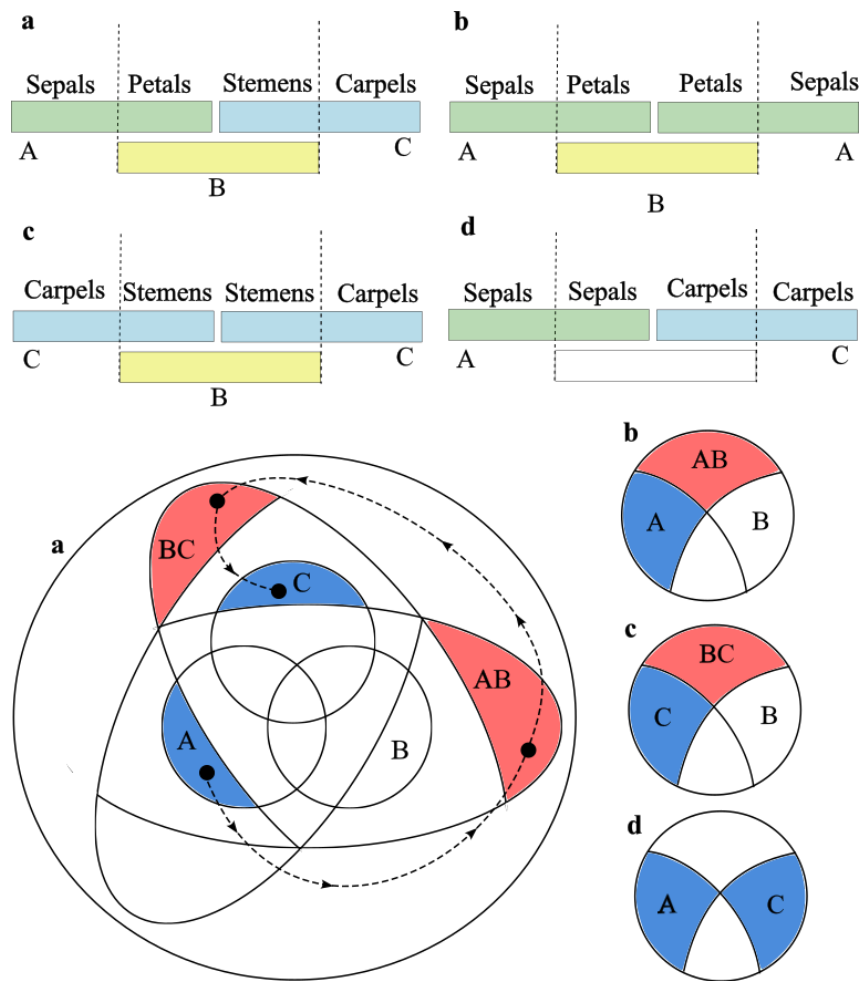 a
Sepals Petals Stemens Carpels
A
C
B
b
Sepals Petals Petals Sepals
A
A
B
c
Carpels Stemens Stemens Carpels
C
C
B
d
Sepals Sepals Carpels Carpels
A
C
a
BC
C
AB
A
B
b
AB
A
B
c
BC
C
B
d
A
C